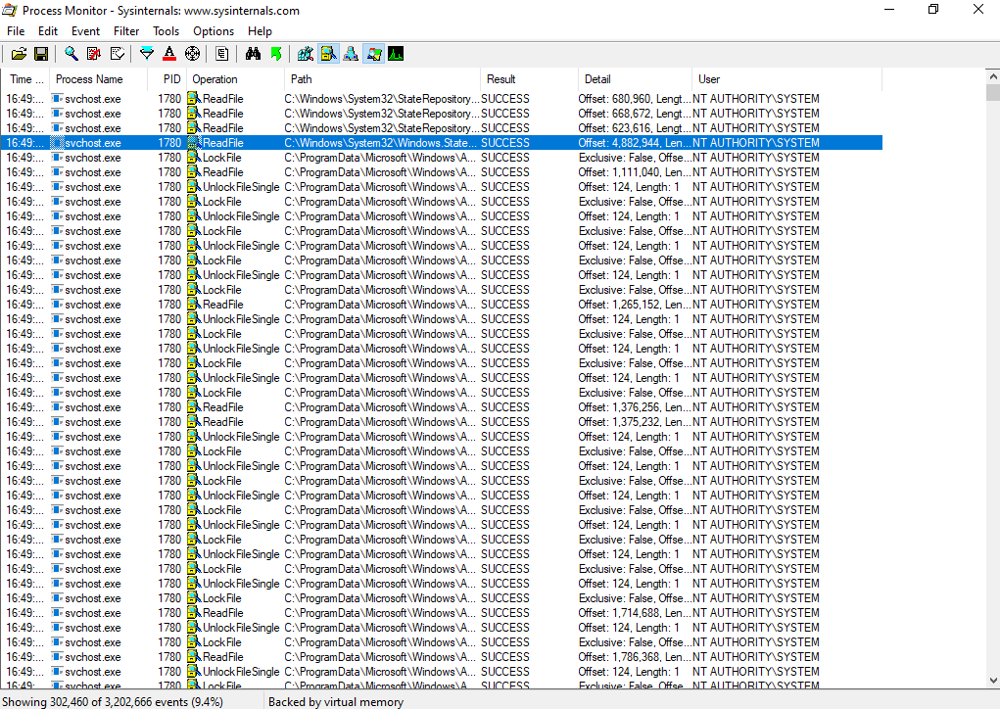 Process Monitor - Sysinternals: www.sysinternals.com
File Edit Event Filter Tools Options Help
Time ... Process Name PID Operation Path Result Detail User
16:49:... svchost.exe 1780 ReadFile C:\Windows\System32\StateRepository... SUCCESS Offset: 680,960, Lengt... NT AUTHORITY\SYSTEM
16:49:... svchost.exe 1780 ReadFile C:\Windows\System32\StateRepository... SUCCESS Offset: 668,672, Lengt... NT AUTHORITY\SYSTEM
16:49:... svchost.exe 1780 ReadFile C:\Windows\System32\StateRepository... SUCCESS Offset: 623,616, Lengt... NT AUTHORITY\SYSTEM
16:49:... svchost.exe 1780 ReadFile C:\Windows\System32\Windows.State... SUCCESS Offset: 4,882,944, Len... NT AUTHORITY\SYSTEM
16:49:... svchost.exe 1780 LockFile C:\ProgramData\Microsoft\Windows\A... SUCCESS Exclusive: False, Offse... NT AUTHORITY\SYSTEM
16:49:... svchost.exe 1780 ReadFile C:\ProgramData\Microsoft\Windows\A... SUCCESS Offset: 1,111,040, Len... NT AUTHORITY\SYSTEM
16:49:... svchost.exe 1780 UnlockFileSingle C:\ProgramData\Microsoft\Windows\A... SUCCESS Offset: 124, Length: 1 NT AUTHORITY\SYSTEM
16:49:... svchost.exe 1780 LockFile C:\ProgramData\Microsoft\Windows\A... SUCCESS Exclusive: False, Offse... NT AUTHORITY\SYSTEM
16:49:... svchost.exe 1780 UnlockFileSingle C:\ProgramData\Microsoft\Windows\A... SUCCESS Offset: 124, Length: 1 NT AUTHORITY\SYSTEM
16:49:... svchost.exe 1780 LockFile C:\ProgramData\Microsoft\Windows\A... SUCCESS Exclusive: False, Offse... NT AUTHORITY\SYSTEM
16:49:... svchost.exe 1780 UnlockFileSingle C:\ProgramData\Microsoft\Windows\A... SUCCESS Offset: 124, Length: 1 NT AUTHORITY\SYSTEM
16:49:... svchost.exe 1780 LockFile C:\ProgramData\Microsoft\Windows\A... SUCCESS Exclusive: False, Offse... NT AUTHORITY\SYSTEM
16:49:... svchost.exe 1780 UnlockFileSingle C:\ProgramData\Microsoft\Windows\A... SUCCESS Offset: 124, Length: 1 NT AUTHORITY\SYSTEM
16:49:... svchost.exe 1780 LockFile C:\ProgramData\Microsoft\Windows\A... SUCCESS Exclusive: False, Offse... NT AUTHORITY\SYSTEM
16:49:... svchost.exe 1780 ReadFile C:\ProgramData\Microsoft\Windows\A... SUCCESS Offset: 1,265,152, Len... NT AUTHORITY\SYSTEM
16:49:... svchost.exe 1780 UnlockFileSingle C:\ProgramData\Microsoft\Windows\A... SUCCESS Offset: 124, Length: 1 NT AUTHORITY\SYSTEM
16:49:... svchost.exe 1780 LockFile C:\ProgramData\Microsoft\Windows\A... SUCCESS Exclusive: False, Offse... NT AUTHORITY\SYSTEM
16:49:... svchost.exe 1780 UnlockFileSingle C:\ProgramData\Microsoft\Windows\A... SUCCESS Offset: 124, Length: 1 NT AUTHORITY\SYSTEM
16:49:... svchost.exe 1780 LockFile C:\ProgramData\Microsoft\Windows\A... SUCCESS Exclusive: False, Offse... NT AUTHORITY\SYSTEM
16:49:... svchost.exe 1780 UnlockFileSingle C:\ProgramData\Microsoft\Windows\A... SUCCESS Offset: 124, Length: 1 NT AUTHORITY\SYSTEM
16:49:... svchost.exe 1780 LockFile C:\ProgramData\Microsoft\Windows\A... SUCCESS Exclusive: False, Offse... NT AUTHORITY\SYSTEM
16:49:... svchost.exe 1780 ReadFile C:\ProgramData\Microsoft\Windows\A... SUCCESS Offset: 1,376,256, Len... NT AUTHORITY\SYSTEM
16:49:... svchost.exe 1780 ReadFile C:\ProgramData\Microsoft\Windows\A... SUCCESS Offset: 1,375,232, Len... NT AUTHORITY\SYSTEM
16:49:... svchost.exe 1780 UnlockFileSingle C:\ProgramData\Microsoft\Windows\A... SUCCESS Offset: 124, Length: 1 NT AUTHORITY\SYSTEM
16:49:... svchost.exe 1780 LockFile C:\ProgramData\Microsoft\Windows\A... SUCCESS Exclusive: False, Offse... NT AUTHORITY\SYSTEM
16:49:... svchost.exe 1780 UnlockFileSingle C:\ProgramData\Microsoft\Windows\A... SUCCESS Offset: 124, Length: 1 NT AUTHORITY\SYSTEM
16:49:... svchost.exe 1780 LockFile C:\ProgramData\Microsoft\Windows\A... SUCCESS Exclusive: False, Offse... NT AUTHORITY\SYSTEM
16:49:... svchost.exe 1780 UnlockFileSingle C:\ProgramData\Microsoft\Windows\A... SUCCESS Offset: 124, Length: 1 NT AUTHORITY\SYSTEM
16:49:... svchost.exe 1780 LockFile C:\ProgramData\Microsoft\Windows\A... SUCCESS Exclusive: False, Offse... NT AUTHORITY\SYSTEM
16:49:... svchost.exe 1780 UnlockFileSingle C:\ProgramData\Microsoft\Windows\A... SUCCESS Offset: 124, Length: 1 NT AUTHORITY\SYSTEM
16:49:... svchost.exe 1780 LockFile C:\ProgramData\Microsoft\Windows\A... SUCCESS Exclusive: False, Offse... NT AUTHORITY\SYSTEM
16:49:... svchost.exe 1780 UnlockFileSingle C:\ProgramData\Microsoft\Windows\A... SUCCESS Offset: 124, Length: 1 NT AUTHORITY\SYSTEM
16:49:... svchost.exe 1780 LockFile C:\ProgramData\Microsoft\Windows\A... SUCCESS Exclusive: False, Offse... NT AUTHORITY\SYSTEM
16:49:... svchost.exe 1780 UnlockFileSingle C:\ProgramData\Microsoft\Windows\A... SUCCESS Offset: 124, Length: 1 NT AUTHORITY\SYSTEM
16:49:... svchost.exe 1780 LockFile C:\ProgramData\Microsoft\Windows\A... SUCCESS Exclusive: False, Offse... NT AUTHORITY\SYSTEM
16:49:... svchost.exe 1780 ReadFile C:\ProgramData\Microsoft\Windows\A... SUCCESS Offset: 1,714,688, Len... NT AUTHORITY\SYSTEM
16:49:... svchost.exe 1780 UnlockFileSingle C:\ProgramData\Microsoft\Windows\A... SUCCESS Offset: 124, Length: 1 NT AUTHORITY\SYSTEM
16:49:... svchost.exe 1780 LockFile C:\ProgramData\Microsoft\Windows\A... SUCCESS Exclusive: False, Offse... NT AUTHORITY\SYSTEM
16:49:... svchost.exe 1780 ReadFile C:\ProgramData\Microsoft\Windows\A... SUCCESS Offset: 1,786,368, Len... NT AUTHORITY\SYSTEM
16:49:... svchost.exe 1780 UnlockFileSingle C:\ProgramData\Microsoft\Windows\A... SUCCESS Offset: 124, Length: 1 NT AUTHORITY\SYSTEM
16:49:... svchost.exe 1780 LockFile C:\ProgramData\Microsoft\Windows\A... SUCCESS Exclusive: False, Offse... NT AUTHORITY\SYSTEM
Showing 302,460 of 3,202,666 events (9.4%) Backed by virtual memory